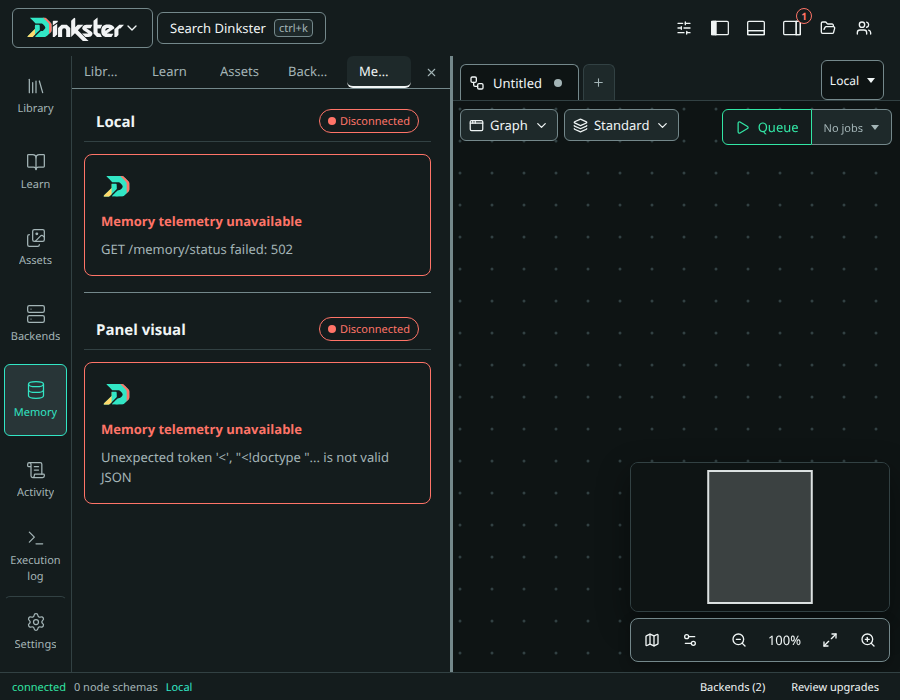 Dinkster
Search Dinkster ctrl+k
1
Libr... Learn Assets Back... Me...
Untitled
Local
Library
Learn
Assets
Backends
Memory
Activity
Execution
log
Settings
Local Disconnected
Memory telemetry unavailable
GET /memory/status failed: 502
Panel visual Disconnected
Memory telemetry unavailable
Unexpected token '<', "<!doctype "... is not valid
JSON
Graph Standard
Queue No jobs
100%
connected 0 node schemas Local
Backends (2) Review upgrades